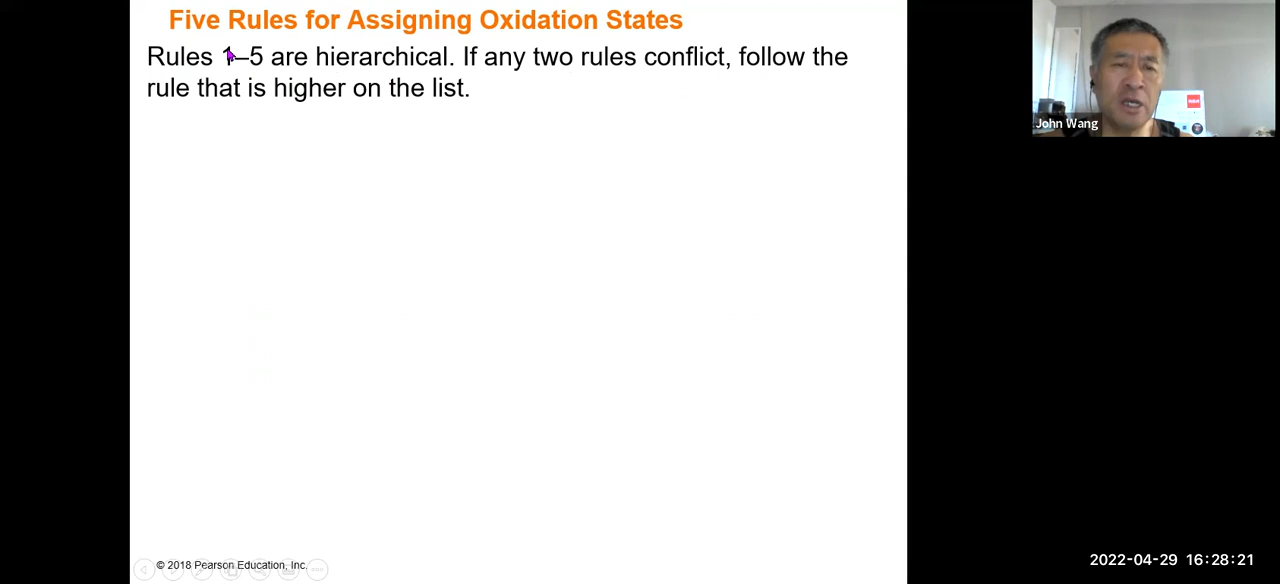 Five Rules for Assigning Oxidation States
Rules 1–5 are hierarchical. If any two rules conflict, follow the
rule that is higher on the list.
John Wang
© 2018 Pearson Education, Inc.
2022-04-29 16:28:21